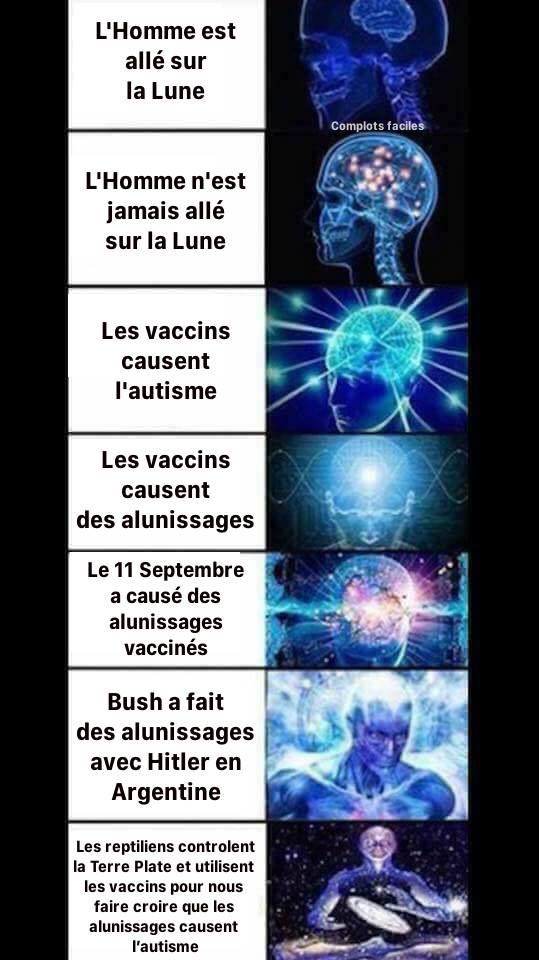 L'Homme est
allé sur
la Lune
Complots faciles
L'Homme n'est
jamais allé
sur la Lune
Les vaccins
causent
l'autisme
Les vaccins
causent
des alunissages
Le 11 Septembre
a causé des
alunissages
vaccinés
Bush a fait
des alunissages
avec Hitler en
Argentine
Les reptiliens controlent
la Terre Plate et utilisent
les vaccins pour nous
faire croire que les
alunissages causent
l’autisme